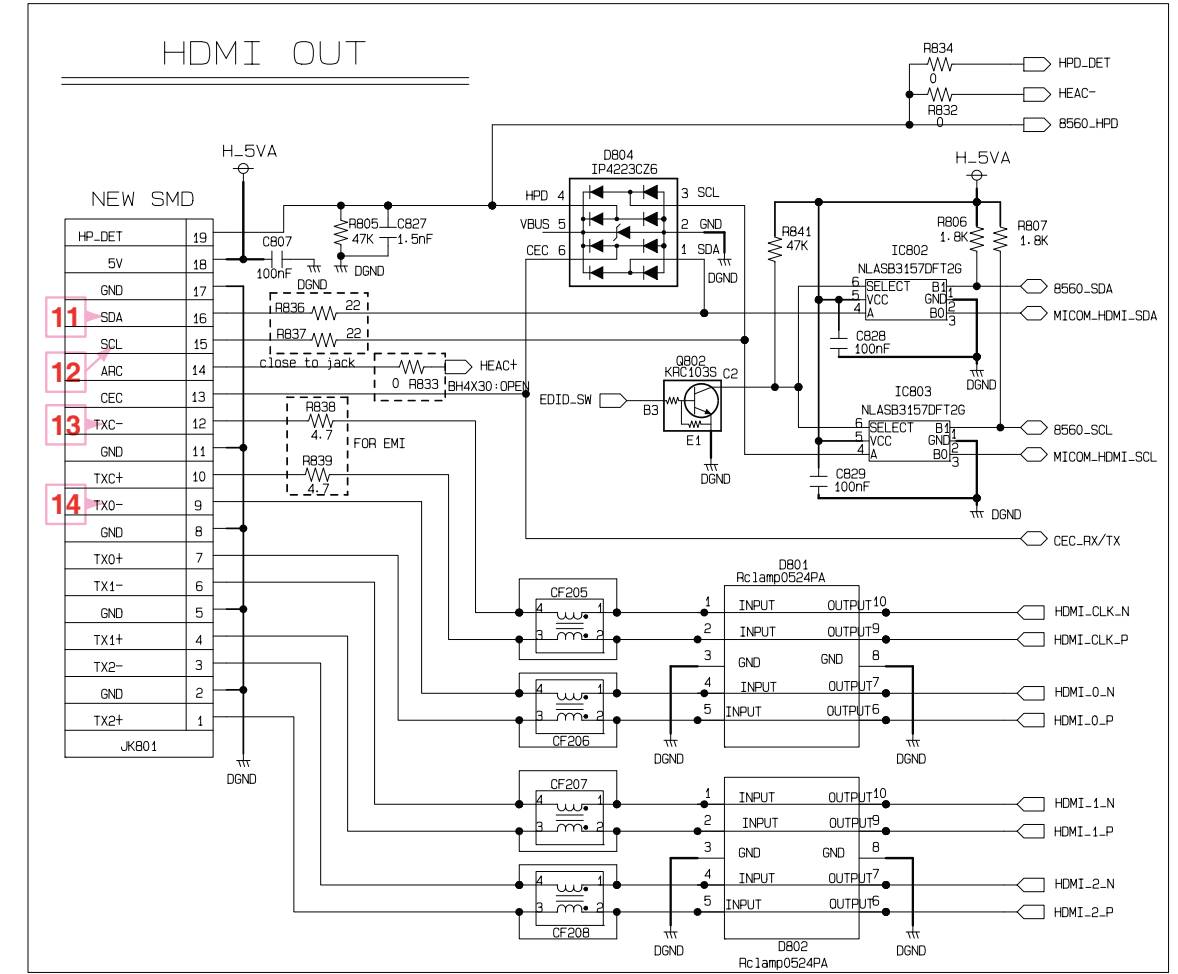 HDMI OUT
R834
0
HPD_DET
HEAC-
R832
0
8560_HPD
H_5VA
D804
IP4223CZ6
H_5VA
NEW SMD
HPD 4
3 SCL
VBUS 5
2 GND
CEC 6
1 SDA
DGND
R805
47K
C827
1.5nF
DGND
C807
100nF
DGND
R841
47K
R806
1.8K
R807
1.8K
IC802
NLASB3157DFT2G
6 SELECT B1 1
5 VCC GND 2
4 A B0 3
8560_SDA
MICOM_HDMI_SDA
C828
100nF
DGND
HP_DET 19
5V 18
GND 17
11 SDA 16
SCL 15
12 ARC 14
CEC 13
13 TXC- 12
GND 11
TXC+ 10
14 TX0- 9
GND 8
TX0+ 7
TX1- 6
GND 5
TX1+ 4
TX2- 3
GND 2
TX2+ 1
JK801
DGND
R836 22
R837 22
close to jack
HEAC+
0 R833
BH4X30:OPEN
R838
4.7
FOR EMI
R839
4.7
EDID_SW
Q802
KRC103S
C2
B3
E1
DGND
IC803
NLASB3157DFT2G
6 SELECT B1 1
5 VCC GND 2
4 A B0 3
8560_SCL
MICOM_HDMI_SCL
C829
100nF
DGND
CEC_RX/TX
CF205
4 1
3 2
4 1
3 2
CF206
D801
Rclamp0524PA
1 INPUT OUTPUT 10
2 INPUT OUTPUT 9
3 GND GND 8
4 INPUT OUTPUT 7
5 INPUT OUTPUT 6
DGND
DGND
HDMI_CLK_N
HDMI_CLK_P
HDMI_0_N
HDMI_0_P
CF207
4 1
3 2
4 1
3 2
CF208
1 INPUT OUTPUT 10
2 INPUT OUTPUT 9
3 GND GND 8
4 INPUT OUTPUT 7
5 INPUT OUTPUT 6
DGND
DGND
D802
Rclamp0524PA
HDMI_1_N
HDMI_1_P
HDMI_2_N
HDMI_2_P